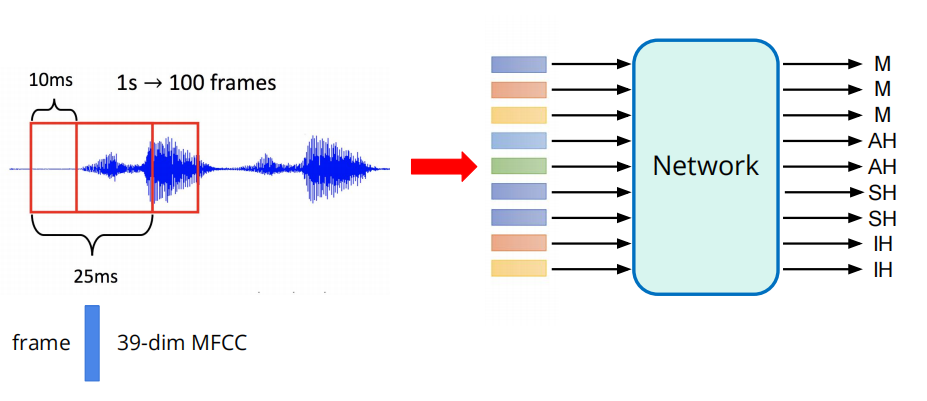 10ms
1s → 100 frames
25ms
frame
39-dim MFCC
Network
M
M
M
AH
AH
SH
SH
IH
IH